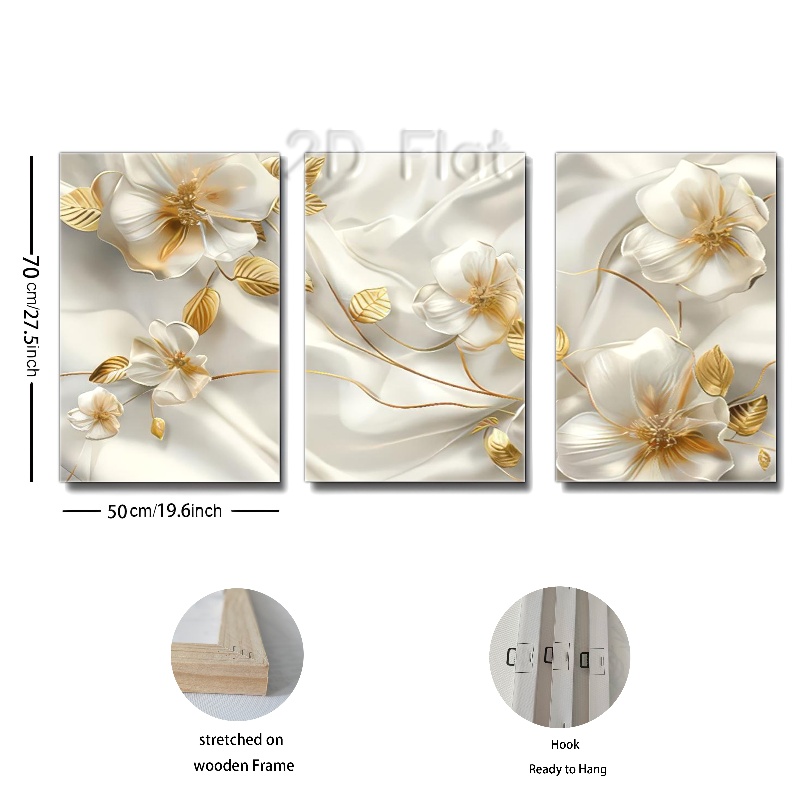 2D Flat
70 cm/27.5inch
50cm/19.6inch
stretched on
wooden Frame
Hook
Ready to Hang